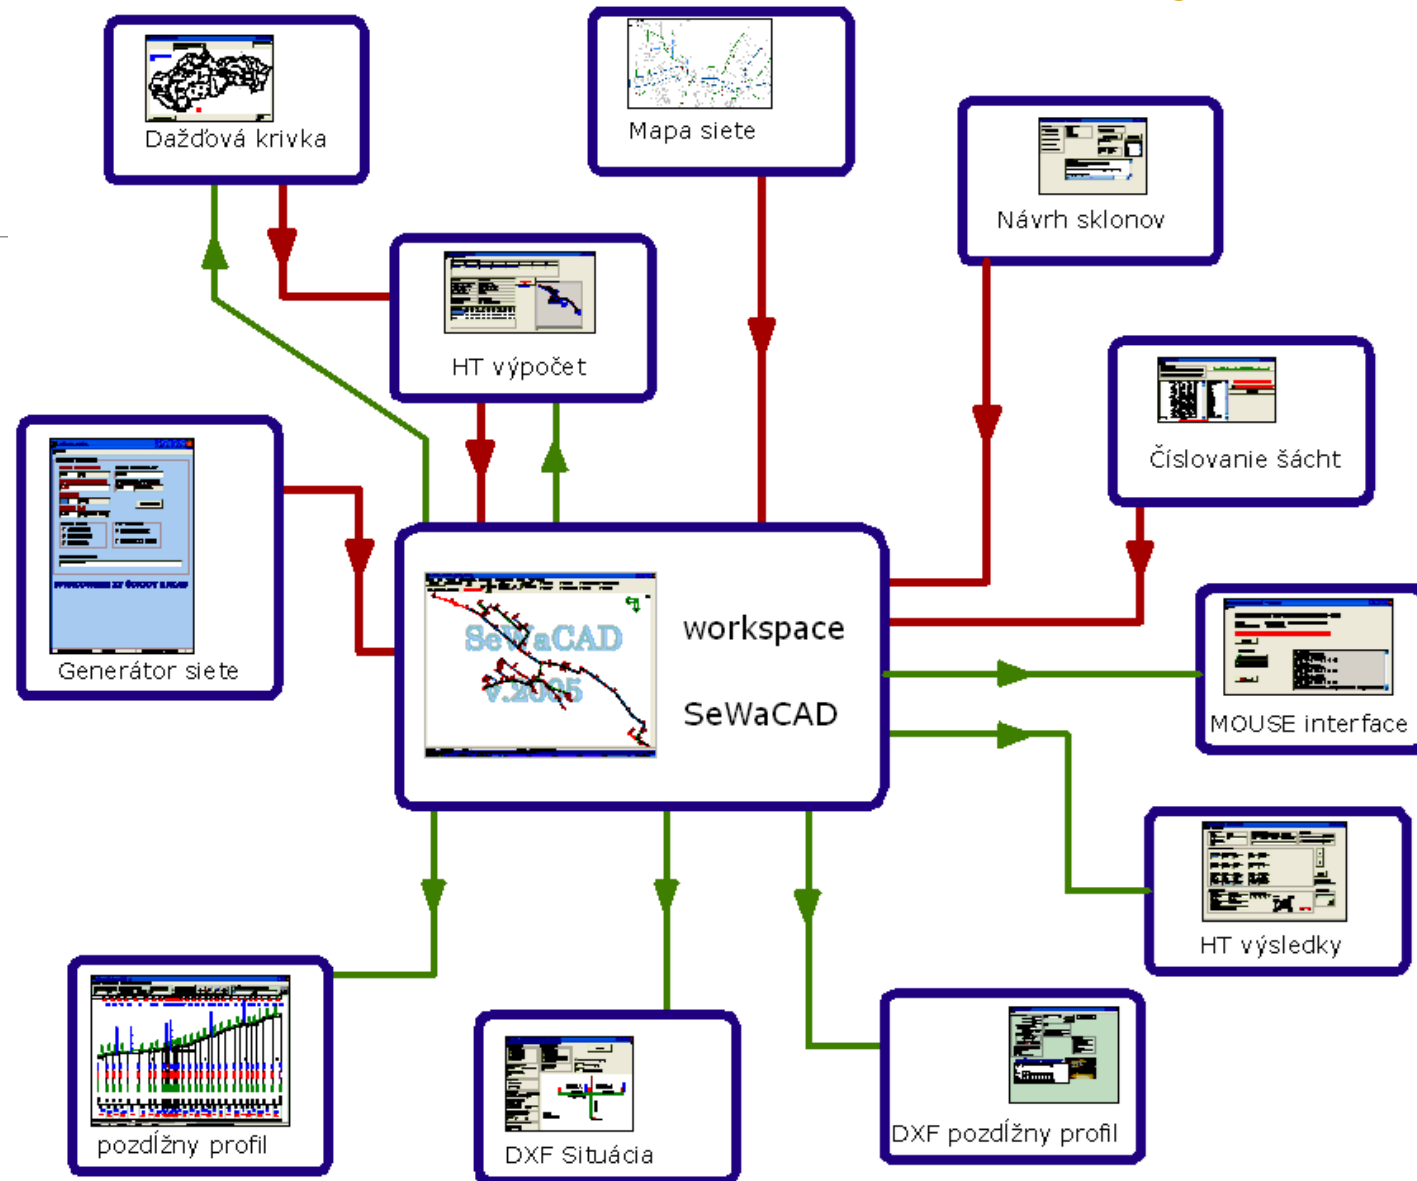 Dažďová krivka
Mapa siete
Návrh sklonov
HT výpočet
Číslovanie šácht
Generátor siete
SeWaCAD
v.2005
workspace
SeWaCAD
MOUSE interface
HT výsledky
pozdĺžny profil
DXF Situácia
DXF pozdĺžny profil